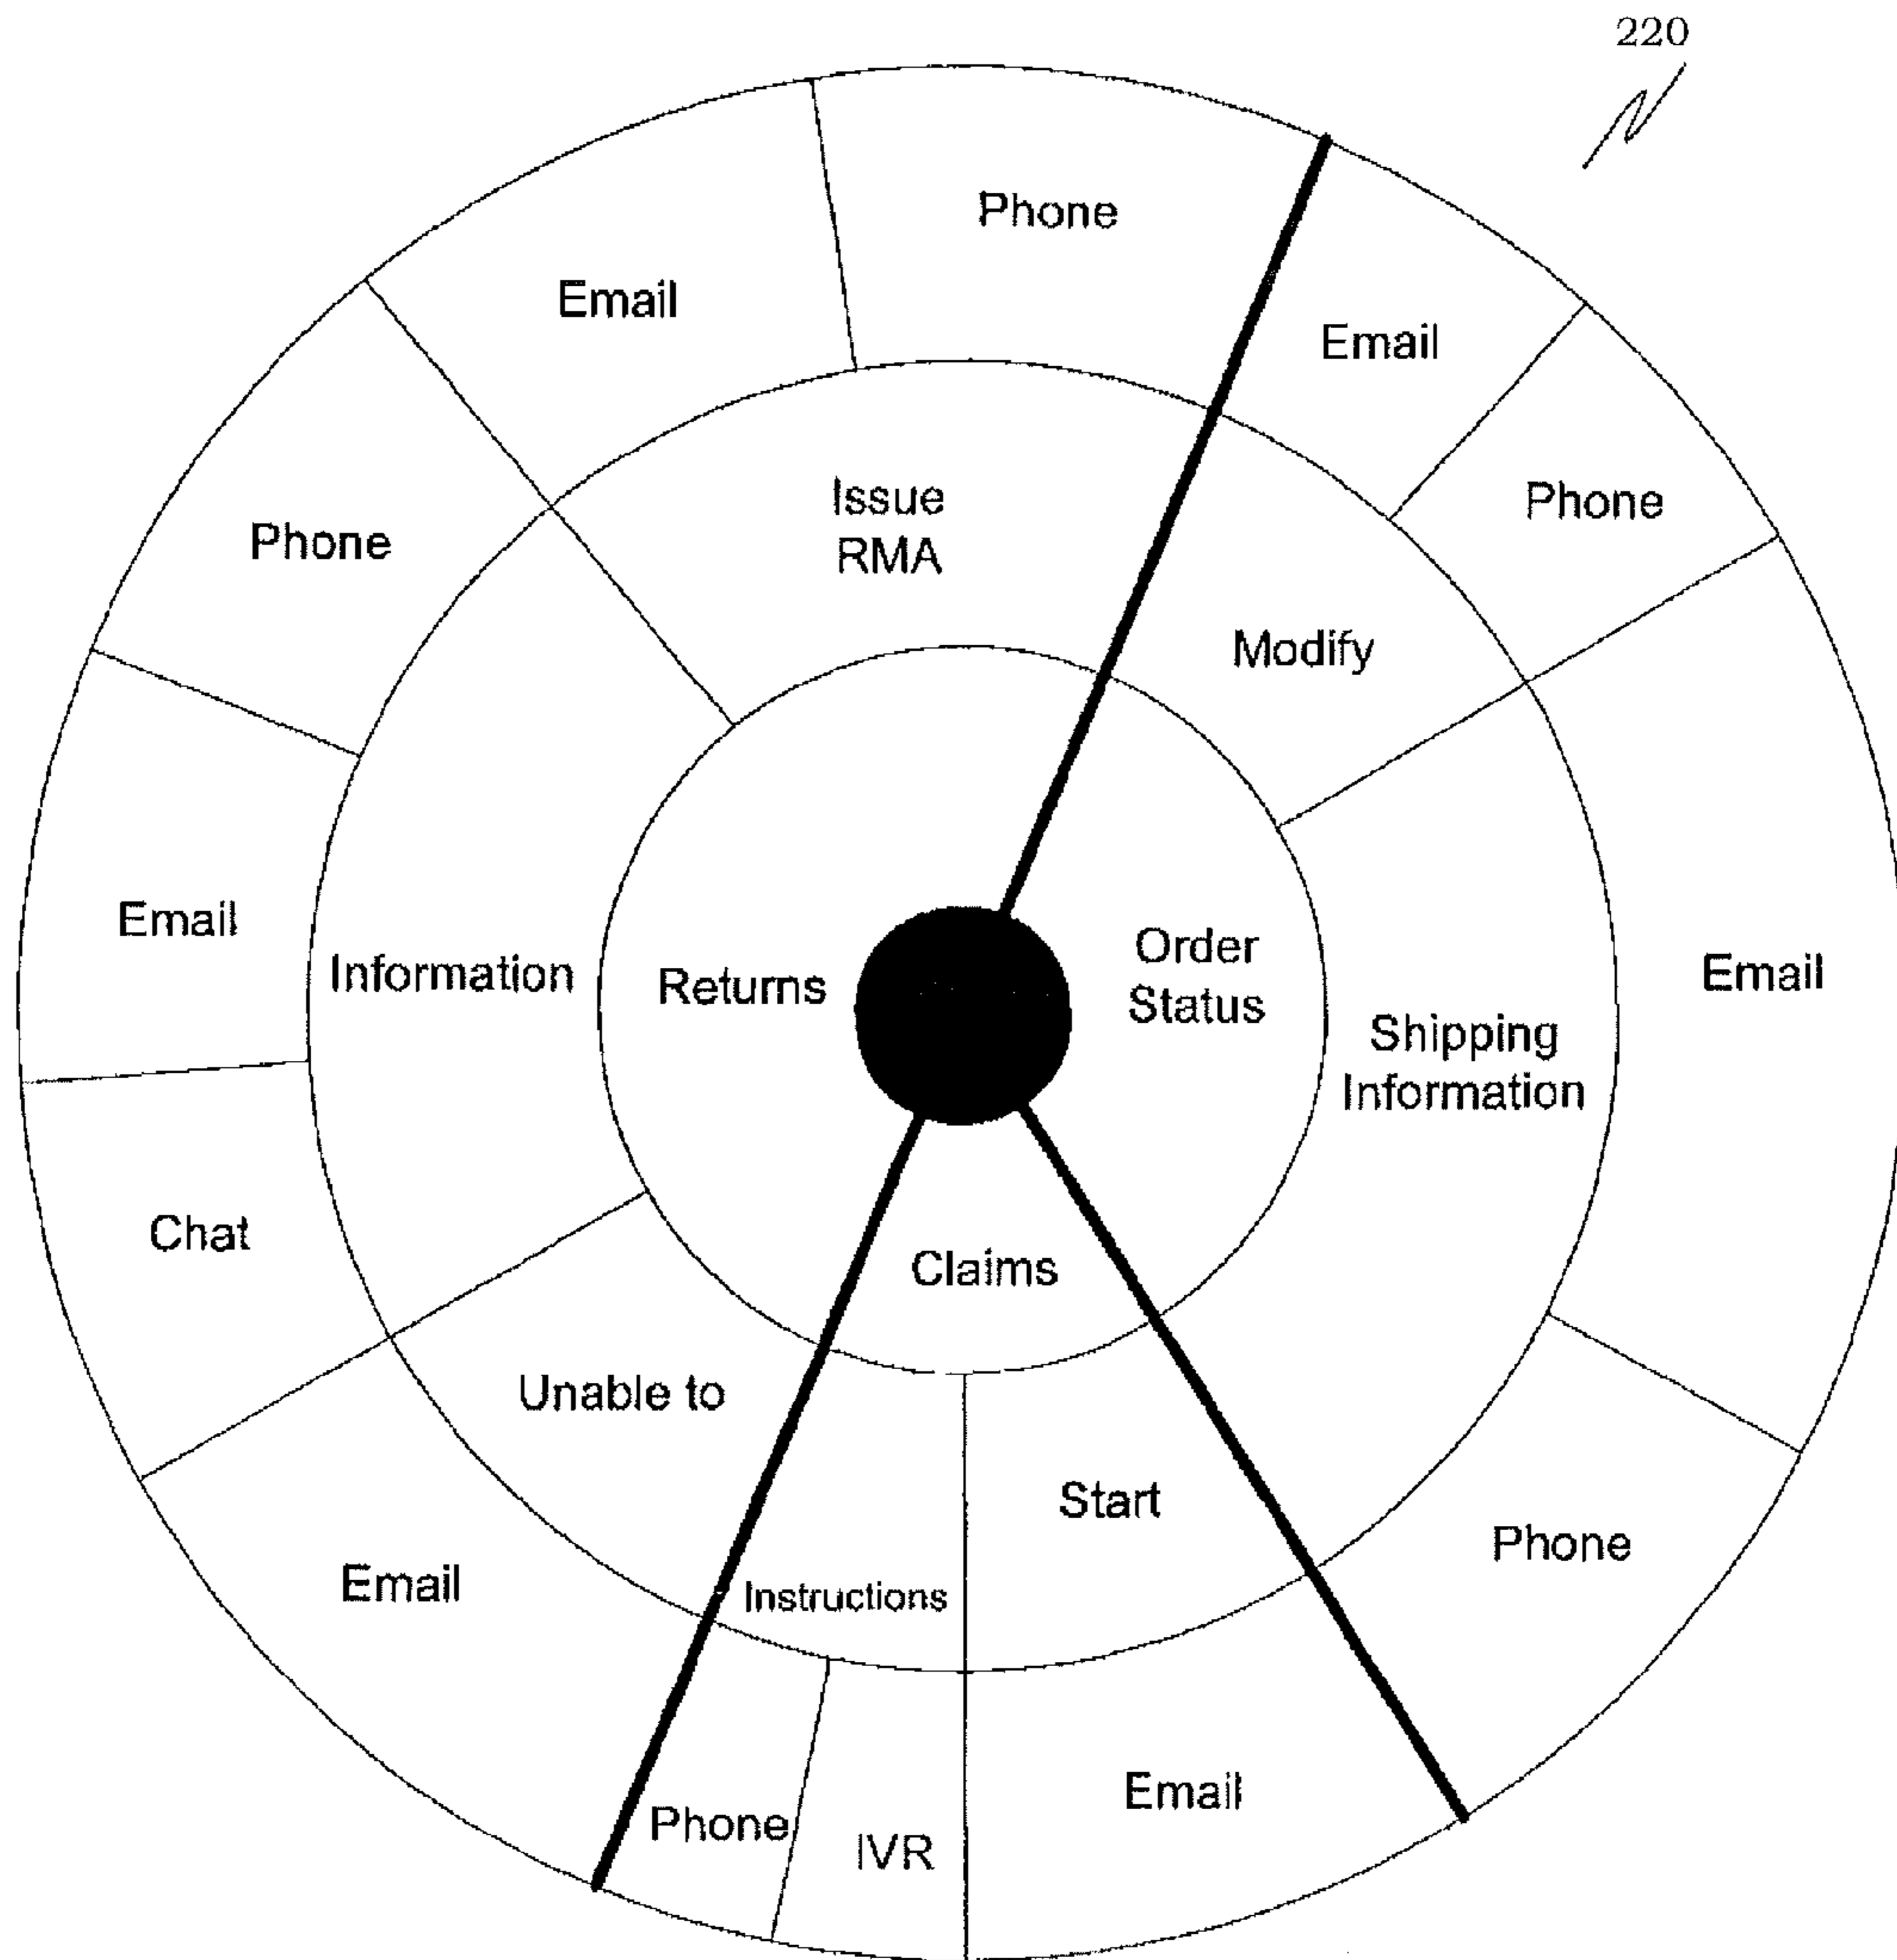 220
Phone
Email
Email
Phone
Issue
RMA
Phone
Modify
Email
Order
Status
Email
Information
Returns
Shipping
Information
Chat
Claims
Unable to
Start
Phone
Email
Instructions
Email
Phone
IVR